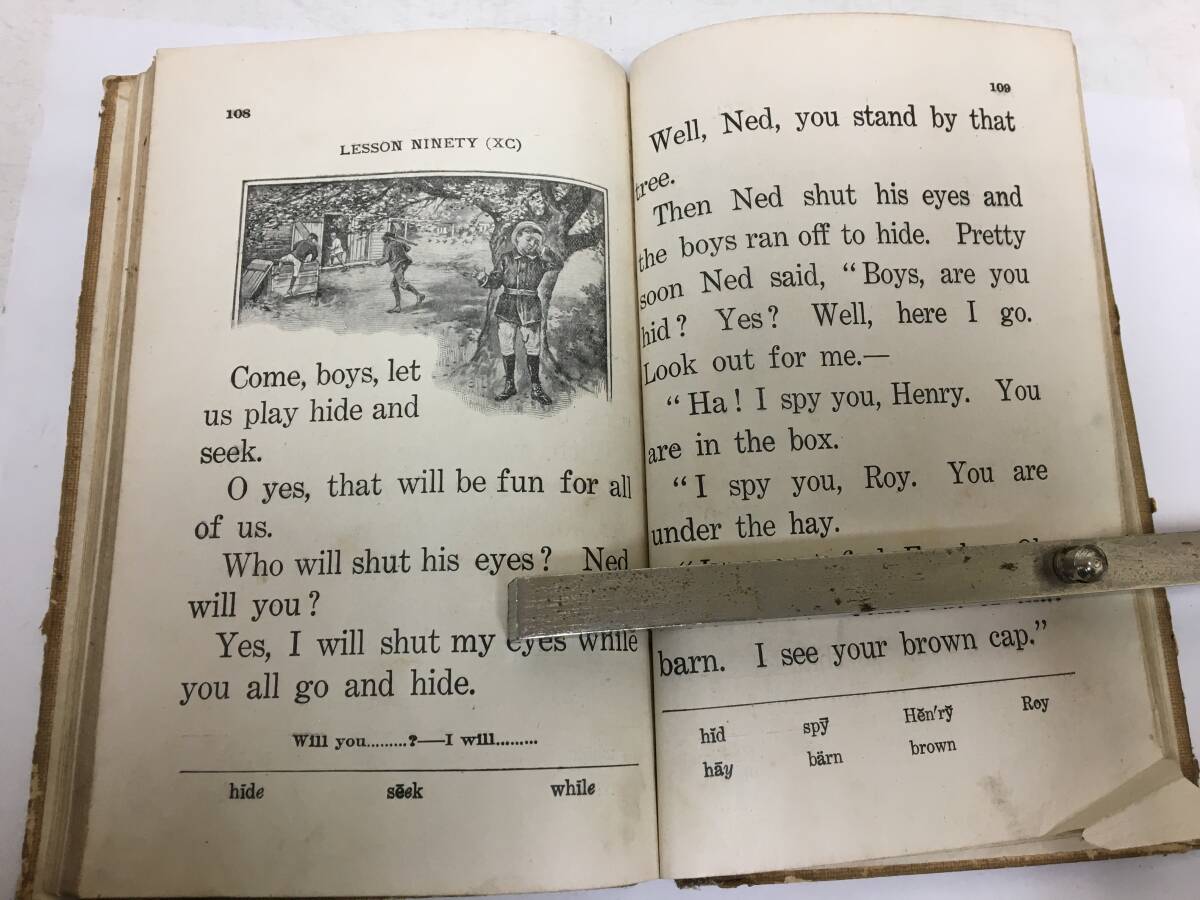 108
LESSON NINETY (XC)
Come, boys, let
us play hide and
seek.
O yes, that will be fun for all
of us.
Who will shut his eyes? Ned
will you?
Yes, I will shut my eyes while
you all go and hide.
Will you.........?—I will.........
hīde sēek while
109
Well, Ned, you stand by that
tree.
Then Ned shut his eyes and
the boys ran off to hide. Pretty
soon Ned said, "Boys, are you
hid? Yes? Well, here I go.
Look out for me.—
"Ha! I spy you, Henry. You
are in the box.
"I spy you, Roy. You are
under the hay.
barn. I see your brown cap."
hĭd spȳ Hĕn'rў Roy
hāy bärn brown